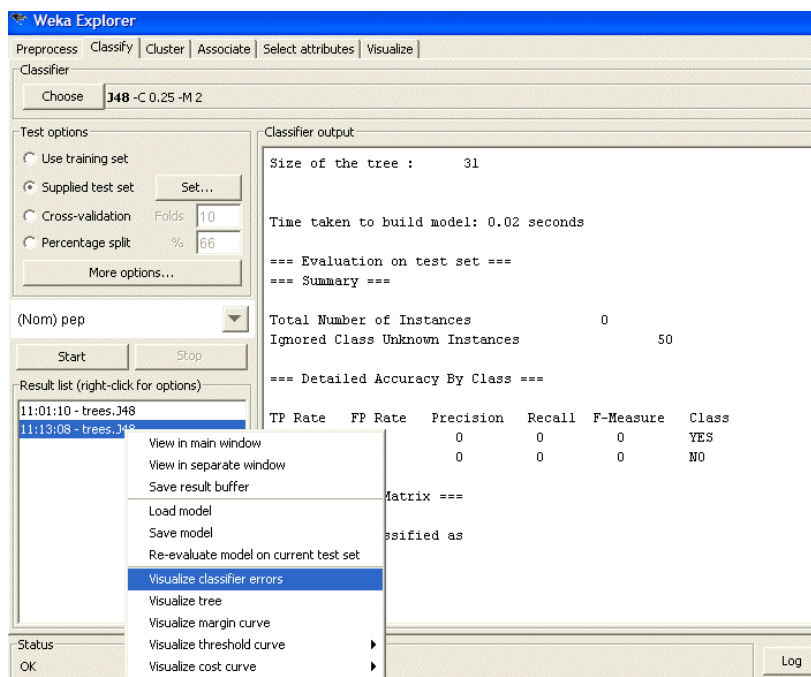 Weka Explorer
Preprocess Classify Cluster Associate Select attributes Visualize
Classifier
Choose J48 -C 0.25 -M 2
Test options
Use training set
Supplied test set Set...
Cross-validation Folds 10
Percentage split % 66
More options...
(Nom) pep
Start Stop
Result list (right-click for options)
11:01:10 - trees.J48
11:13:08 - trees.J48
Classifier output
Size of the tree : 31
Time taken to build model: 0.02 seconds
=== Evaluation on test set ===
=== Summary ===
Total Number of Instances 0
Ignored Class Unknown Instances 50
=== Detailed Accuracy By Class ===
TP Rate FP Rate Precision Recall F-Measure Class
0 0 0 YES
0 0 0 NO
Matrix ===
ssified as
View in main window
View in separate window
Save result buffer
Load model
Save model
Re-evaluate model on current test set
Visualize classifier errors
Visualize tree
Visualize margin curve
Visualize threshold curve
Visualize cost curve
Status
OK
Log